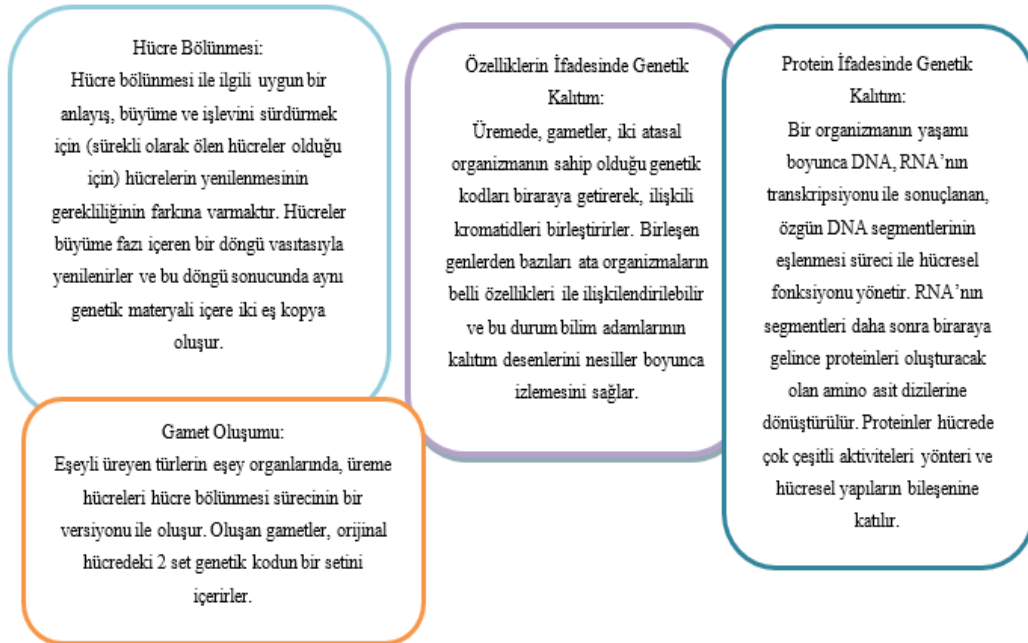 Hücre Bölünmesi:
Hücre bölünmesi ile ilgili uygun bir
anlayış, büyüme ve işlevini sürdürmek
için (sürekli olarak ölen hücreler olduğu
için) hücrelerin yenilenmesinin
gerekliliğinin farkına varmaktır. Hücreler
büyüme fazı içeren bir döngü vasıtasıyla
yenilenirler ve bu döngü sonucunda aynı
genetik materyali içere iki eş kopya
oluşur.
Gamet Oluşumu:
Eşeyli üreyen türlerin eşey organlarında, üreme
hücreleri hücre bölünmesi sürecinin bir
versiyonu ile oluşur. Oluşan gametler, orijinal
hücredeki 2 set genetik kodun bir setini
içerirler.
Özelliklerin İfadesinde Genetik
Kalıtım:
Üremede, gametler, iki atasal
organizmanın sahip olduğu genetik
kodları biraraya getirerek, ilişkili
kromatidleri birleştirirler. Birleşen
genlerden bazıları ata organizmaların
belli özellikleri ile ilişkilendirilebilir
ve bu durum bilim adamlarının
kalıtım desenlerini nesiller boyunca
izlemesini sağlar.
Protein İfadesinde Genetik
Kalıtım:
Bir organizmanın yaşamı
boyunca DNA, RNA’nın
transkripsiyonu ile sonuçlanan,
özgün DNA segmentlerinin
eşlenmesi süreci ile hücresel
fonksiyonu yönetir. RNA’nın
segmentleri daha sonra biraraya
gelince proteinleri oluşturacak
olan amino asit dizilerine
dönüştürülür. Proteinler hücrede
çok çeşitli aktiviteleri yönteri ve
hücresel yapıların bileşenine
katılır.